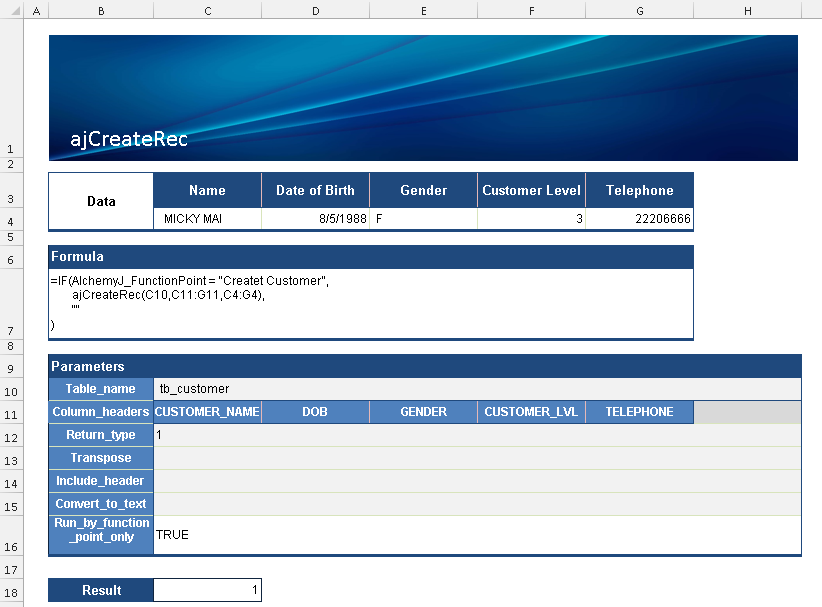 A B C D E F G H
1 ajCreateRec
2
3 Data Name Date of Birth Gender Customer Level Telephone
4 MICKY MAI 8/5/1988 F 3 22206666
5
6 Formula
=IF(AlchemyJ_FunctionPoint = "Createt Customer",
ajCreateRec(C10,C11:G11,C4:G4),
""
7 )
8
9 Parameters
10 Table_name tb_customer
11 Column_headers CUSTOMER_NAME DOB GENDER CUSTOMER_LVL TELEPHONE
12 Return_type 1
13 Transpose
14 Include_header
15 Convert_to_text
Run_by_function
16 _point_only TRUE
17
18 Result 1